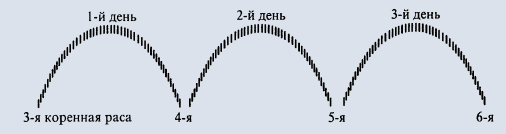 1-й день 2-й день 3-й день
3-я коренная раса 4-я 5-я 6-я